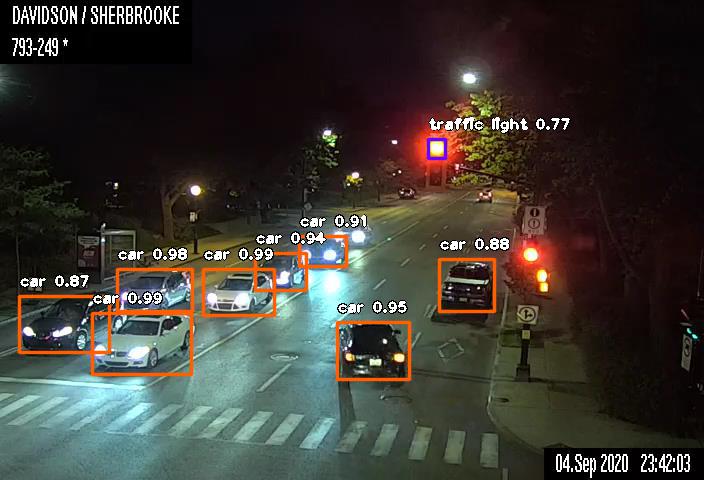 DAVIDSON / SHERBROOKE
793-249 *
traffic light 0.77
car 0.91
car 0.94
car 0.88
car 0.98
car 0.99
car 0.87
car 0.99
car 0.95
04.Sep 2020 23:42:03